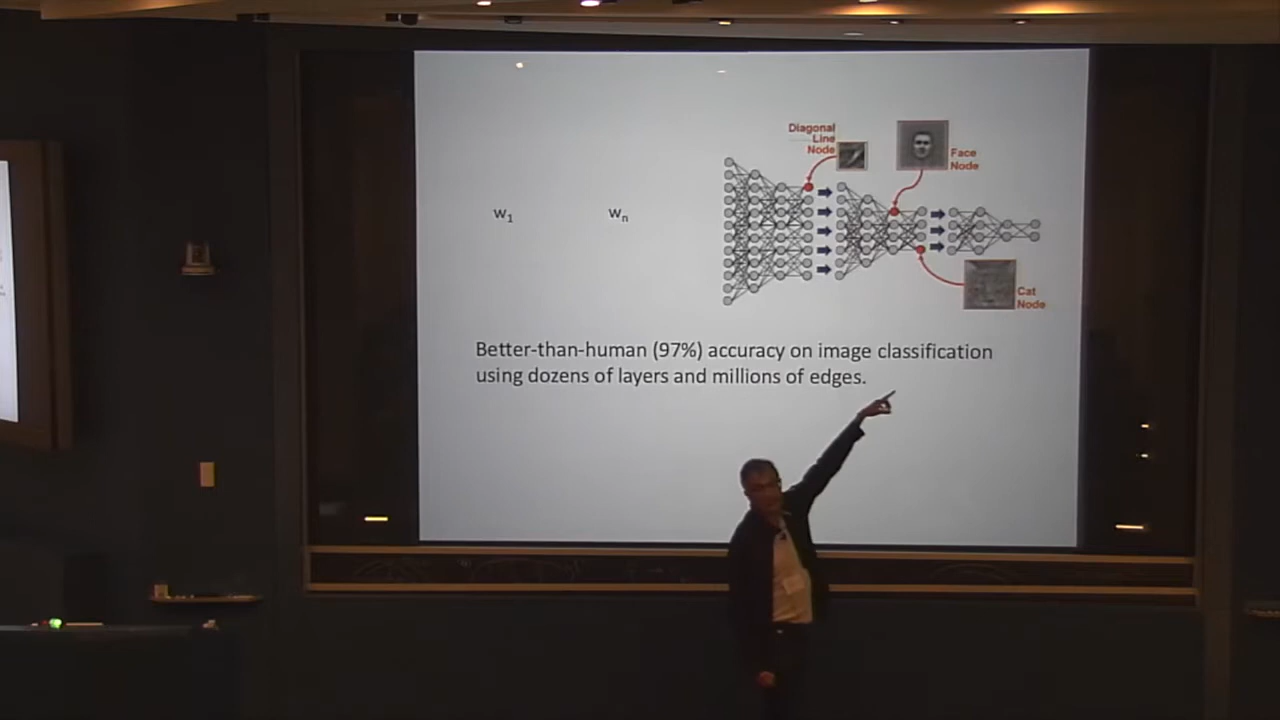 Diagonal
Line
Node
Face
Node
w1
wn
Cat
Node
Better-than-human (97%) accuracy on image classification
using dozens of layers and millions of edges.